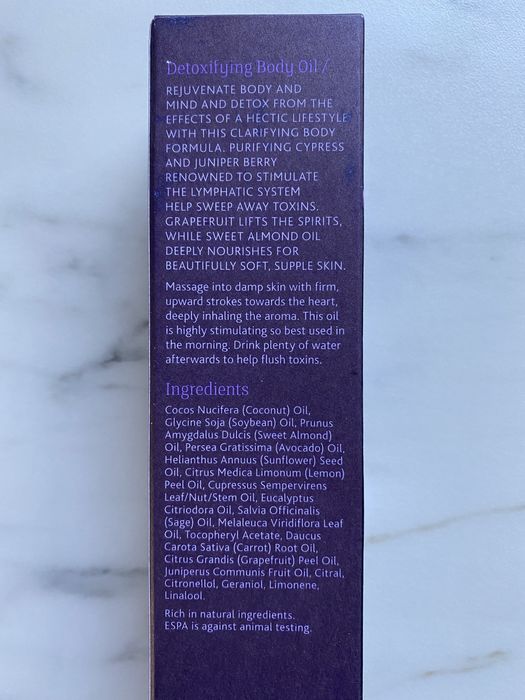 Detoxifying Body Oil /
REJUVENATE BODY AND
MIND AND DETOX FROM THE
EFFECTS OF A HECTIC LIFESTYLE
WITH THIS CLARIFYING BODY
FORMULA. PURIFYING CYPRESS
AND JUNIPER BERRY
RENOWNED TO STIMULATE
THE LYMPHATIC SYSTEM
HELP SWEEP AWAY TOXINS.
GRAPEFRUIT LIFTS THE SPIRITS,
WHILE SWEET ALMOND OIL
DEEPLY NOURISHES FOR
BEAUTIFULLY SOFT, SUPPLE SKIN.
Massage into damp skin with firm,
upward strokes towards the heart,
deeply inhaling the aroma. This oil
is highly stimulating so best used in
the morning. Drink plenty of water
afterwards to help flush toxins.
Ingredients
Cocos Nucifera (Coconut) Oil,
Glycine Soja (Soybean) Oil, Prunus
Amygdalus Dulcis (Sweet Almond)
Oil, Persea Gratissima (Avocado) Oil,
Helianthus Annuus (Sunflower) Seed
Oil, Citrus Medica Limonum (Lemon)
Peel Oil, Cupressus Sempervirens
Leaf/Nut/Stem Oil, Eucalyptus
Citriodora Oil, Salvia Officinalis
(Sage) Oil, Melaleuca Viridiflora Leaf
Oil, Tocopheryl Acetate, Daucus
Carota Sativa (Carrot) Root Oil,
Citrus Grandis (Grapefruit) Peel Oil,
Juniperus Communis Fruit Oil, Citral,
Citronellol, Geraniol, Limonene,
Linalool.
Rich in natural ingredients.
ESPA is against animal testing.